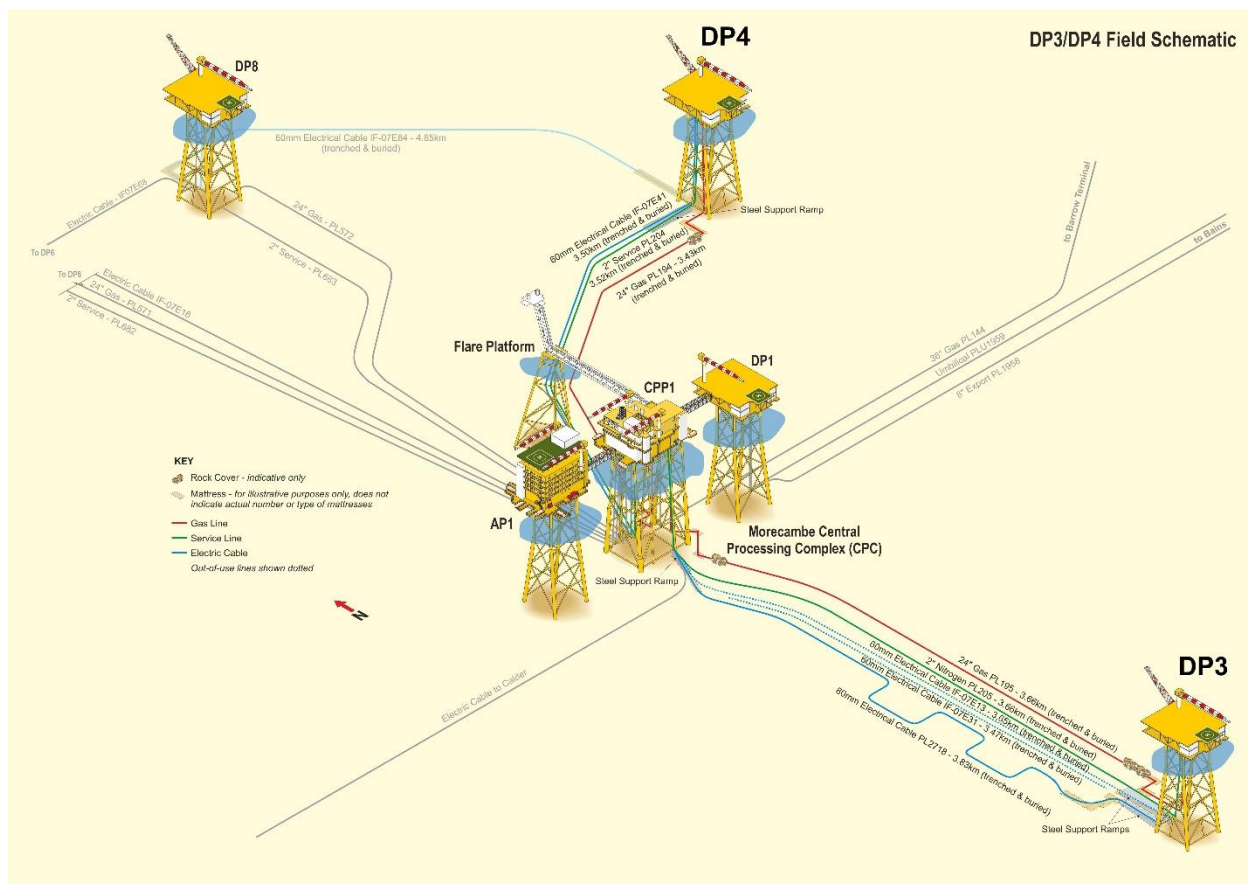 DP3/DP4 Field Schematic
DP4
DP8
60mm Electrical Cable IF-07E84 - 4.65km
(trenched & buried)
Electric Cable - IF07E68
To DP5
24" Gas - PL572
2" Service - PL683
To DP6
Electric Cable IF-07E16
24" Gas - PL571
2" Service - PL682
60mm Electrical Cable IF-07E41
3.50km (trenched & buried)
2" Service PL204
3.52km (trenched & buried)
24" Gas PL194 - 3.43km
(trenched & buried)
Steel Support Ramp
to Barrow Terminal
to Bains
36" Gas PL144
Umbilical PLU1959
8" Export PL1958
Flare Platform
CPP1
DP1
AP1
Morecambe Central
Processing Complex (CPC)
Steel Support Ramp
KEY
Rock Cover - indicative only
Mattress - for illustrative purposes only, does not
indicate actual number or type of mattresses
Gas Line
Service Line
Electric Cable
Out-of-use lines shown dotted
N
Electric Cable to Calder
24" Gas PL195 - 3.66km (trenched & buried)
2" Nitrogen PL205 - 3.66km (trenched & buried)
60mm Electrical Cable IF-07E13 - 3.65km (trenched & buried)
60mm Electrical Cable IF-07E31 - 3.47km (trenched & buried)
80mm Electrical Cable PL2718 - 3.83km (trenched & buried)
DP3
Steel Support Ramps